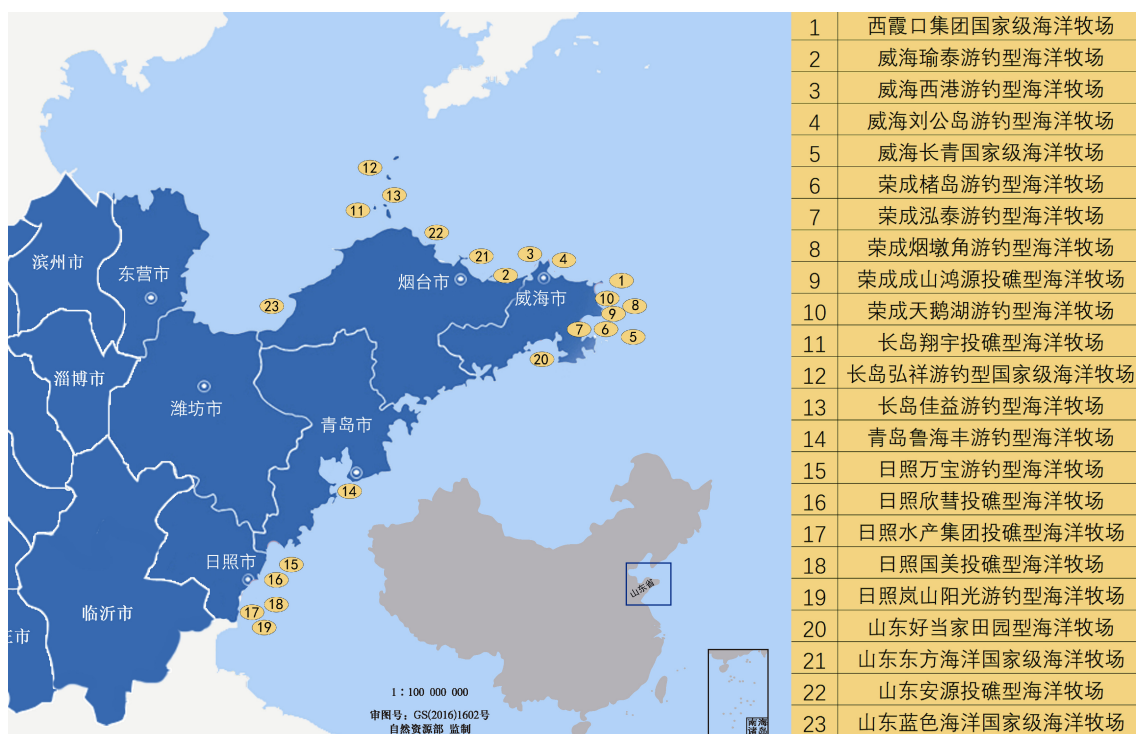 12
13
11
22
21
3
4
2
1
滨州市
东营市
烟台市
威海市
10
8
9
23
7
6
5
20
淄博市
潍坊市
青岛市
14
日照市
15
16
18
17
19
临沂市
庄市
山东省
1:100 000 000
审图号：GS(2016)1602号
自然资源部 监制
南海
诸岛
1 西霞口集团国家级海洋牧场
2 威海瑜泰游钓型海洋牧场
3 威海西港游钓型海洋牧场
4 威海刘公岛游钓型海洋牧场
5 威海长青国家级海洋牧场
6 荣成楮岛游钓型海洋牧场
7 荣成泓泰游钓型海洋牧场
8 荣成烟墩角游钓型海洋牧场
9 荣成成山鸿源投礁型海洋牧场
10 荣成天鹅湖游钓型海洋牧场
11 长岛翔宇投礁型海洋牧场
12 长岛弘祥游钓型国家级海洋牧场
13 长岛佳益游钓型海洋牧场
14 青岛鲁海丰游钓型海洋牧场
15 日照万宝游钓型海洋牧场
16 日照欣彗投礁型海洋牧场
17 日照水产集团投礁型海洋牧场
18 日照国美投礁型海洋牧场
19 日照岚山阳光游钓型海洋牧场
20 山东好当家田园型海洋牧场
21 山东东方海洋国家级海洋牧场
22 山东安源投礁型海洋牧场
23 山东蓝色海洋国家级海洋牧场